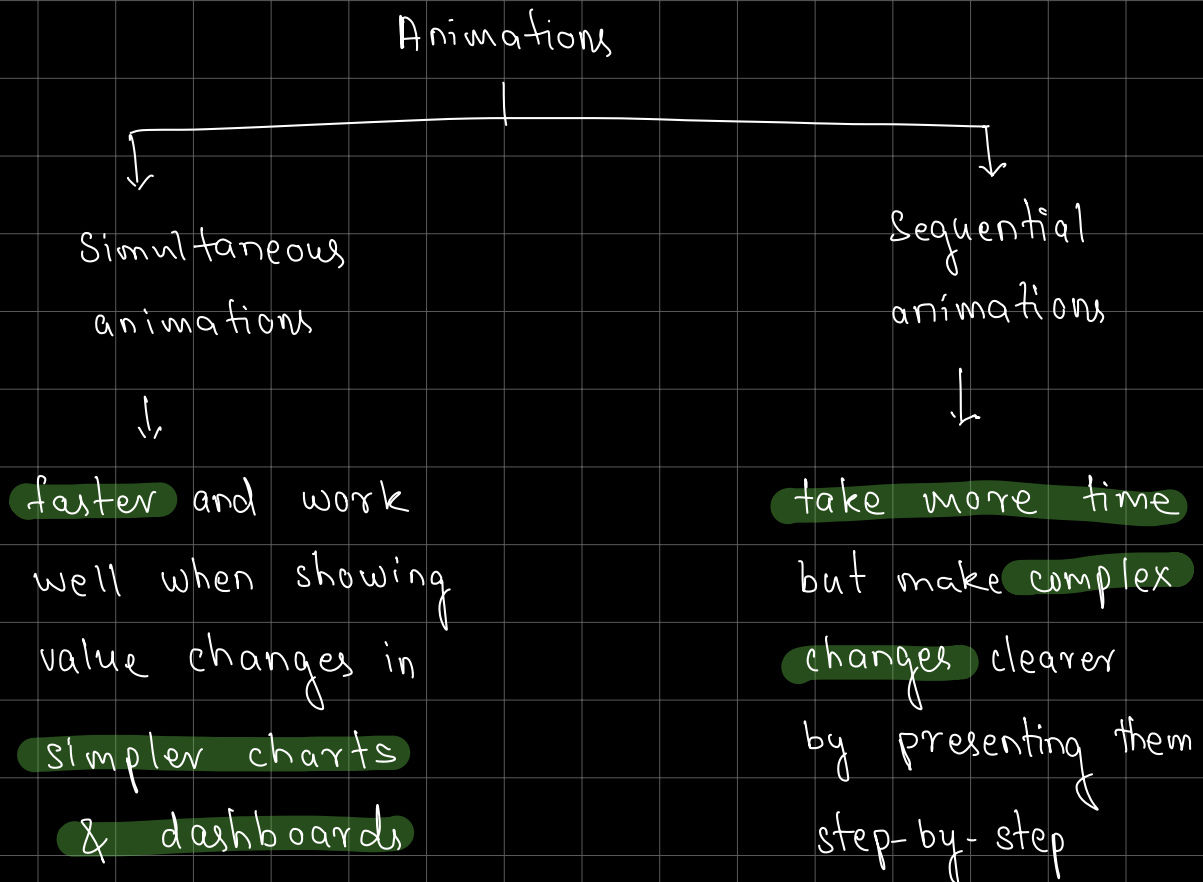 Animations
Simultaneous
animations
faster and work
well when showing
value changes in
simpler charts
& dashboards
Sequential
animations
take more time
but make complex
changes clearer
by presenting them
step-by-step